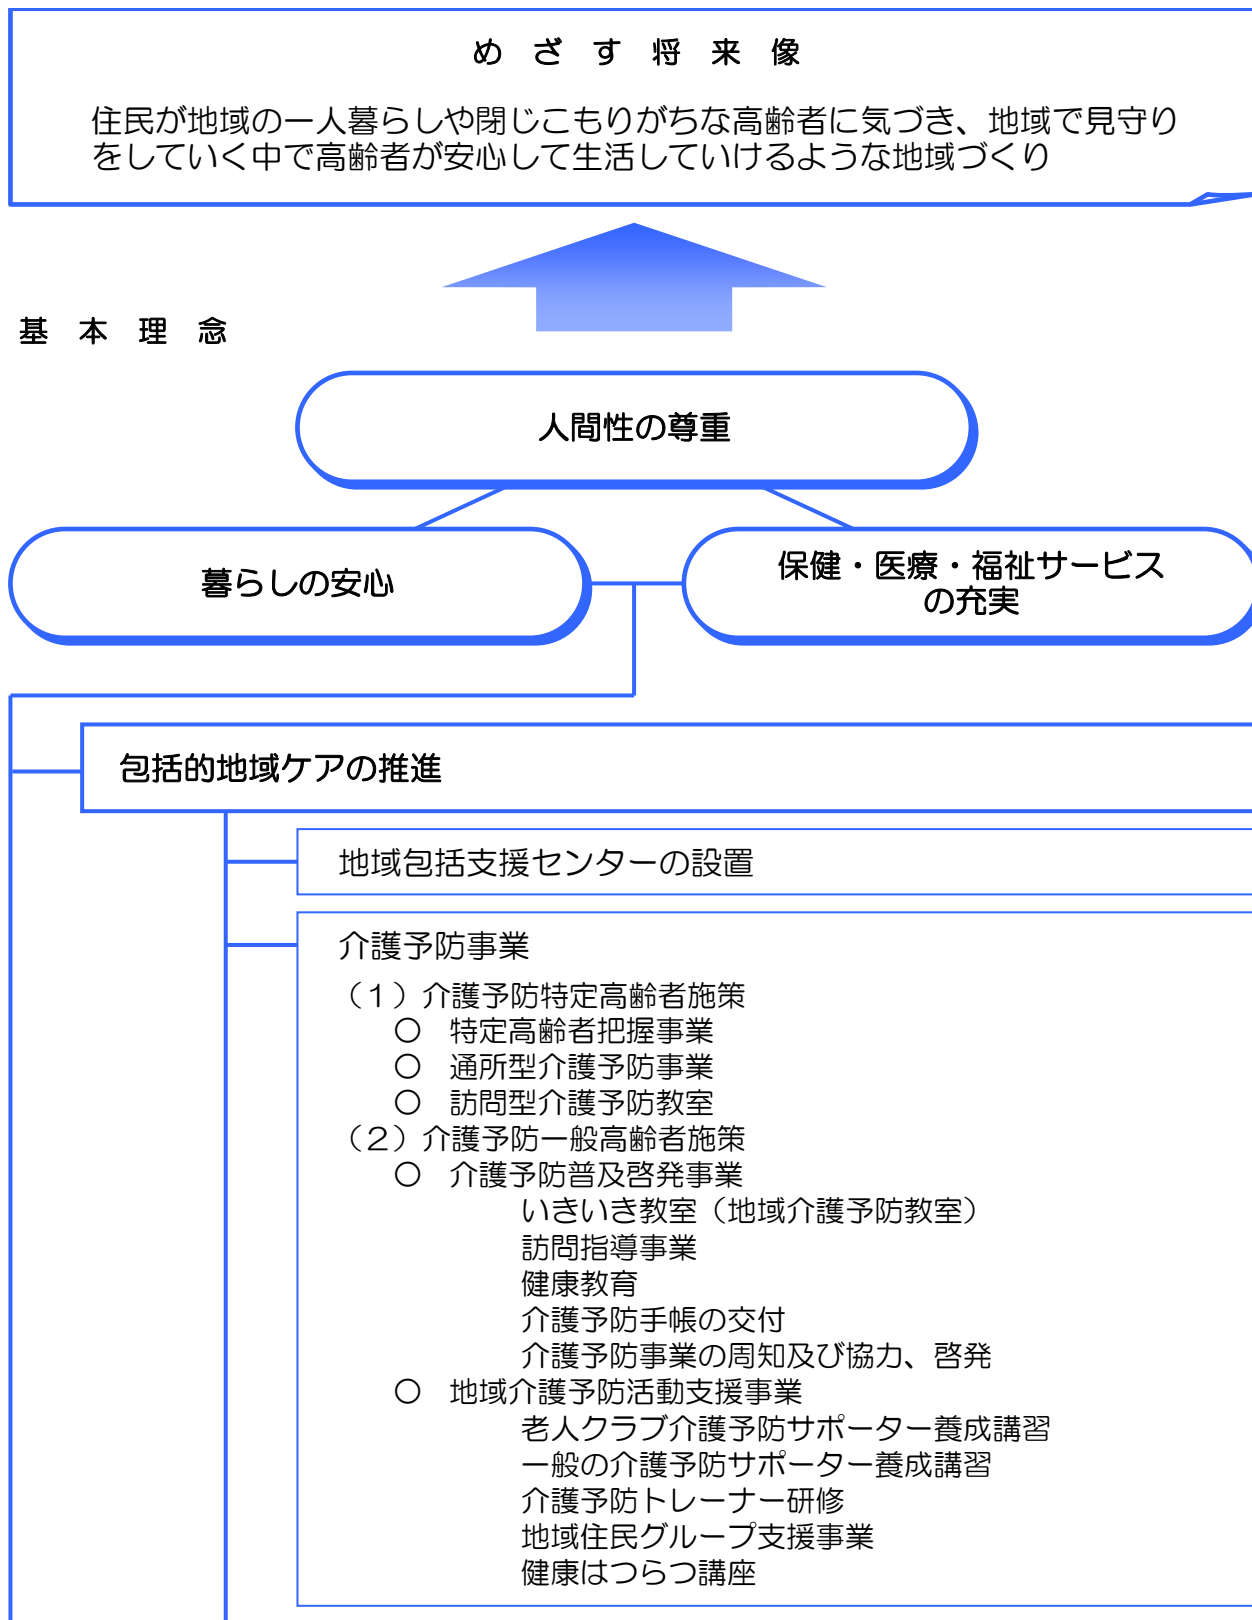 めざす将来像
住民が地域の一人暮らしや閉じこもりがちな高齢者に気づき、地域で見守り
をしていく中で高齢者が安心して生活していけるような地域づくり
基本理念
人間性の尊重
暮らしの安心
保健・医療・福祉サービス
の充実
包括的地域ケアの推進
地域包括支援センターの設置
介護予防事業
（１）介護予防特定高齢者施策
○　特定高齢者把握事業
○　通所型介護予防事業
○　訪問型介護予防教室
（２）介護予防一般高齢者施策
○　介護予防普及啓発事業
いきいき教室（地域介護予防教室）
訪問指導事業
健康教育
介護予防手帳の交付
介護予防事業の周知及び協力、啓発
○　地域介護予防活動支援事業
老人クラブ介護予防サポーター養成講習
一般の介護予防サポーター養成講習
介護予防トレーナー研修
地域住民グループ支援事業
健康はつらつ講座